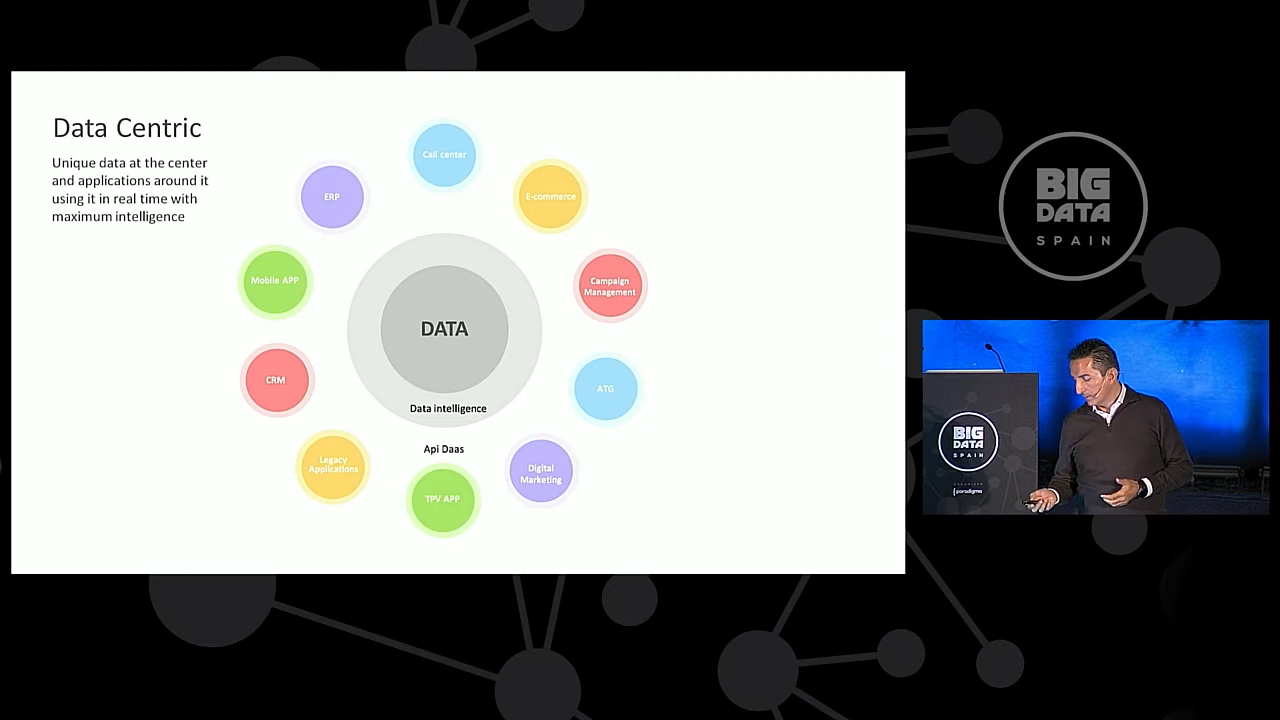 Data Centric
Unique data at the center
and applications around it
using it in real time with
maximum intelligence
Call center
ERP
E-commerce
Mobile APP
Campaign
Management
DATA
CRM
ATG
Data intelligence
Api Daas
Legacy
Applications
Digital
Marketing
TPV APP
BIG
DATA
SPAIN
BIG
DATA
SPAIN
paradigma